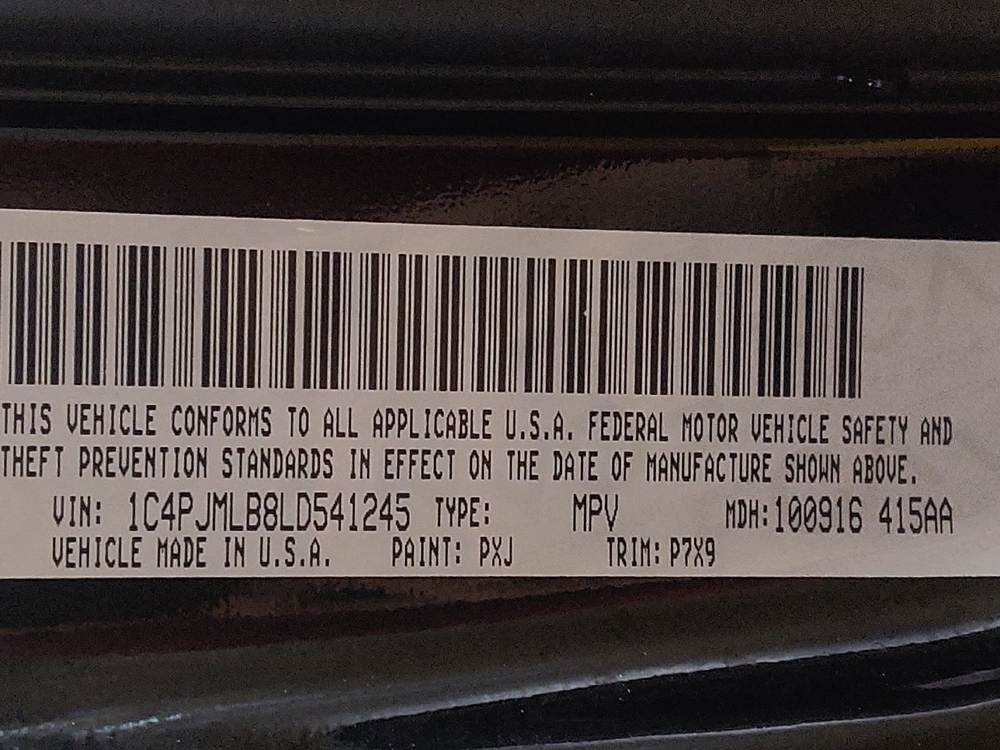 THIS VEHICLE CONFORMS TO ALL APPLICABLE U.S.A. FEDERAL MOTOR VEHICLE SAFETY AND
THEFT PREVENTION STANDARDS IN EFFECT ON THE DATE OF MANUFACTURE SHOWN ABOVE.
VIN: 1C4PJMLB8LD541245 TYPE: MPV MDH:100916 415AA
VEHICLE MADE IN U.S.A. PAINT: PXJ TRIM: P7X9